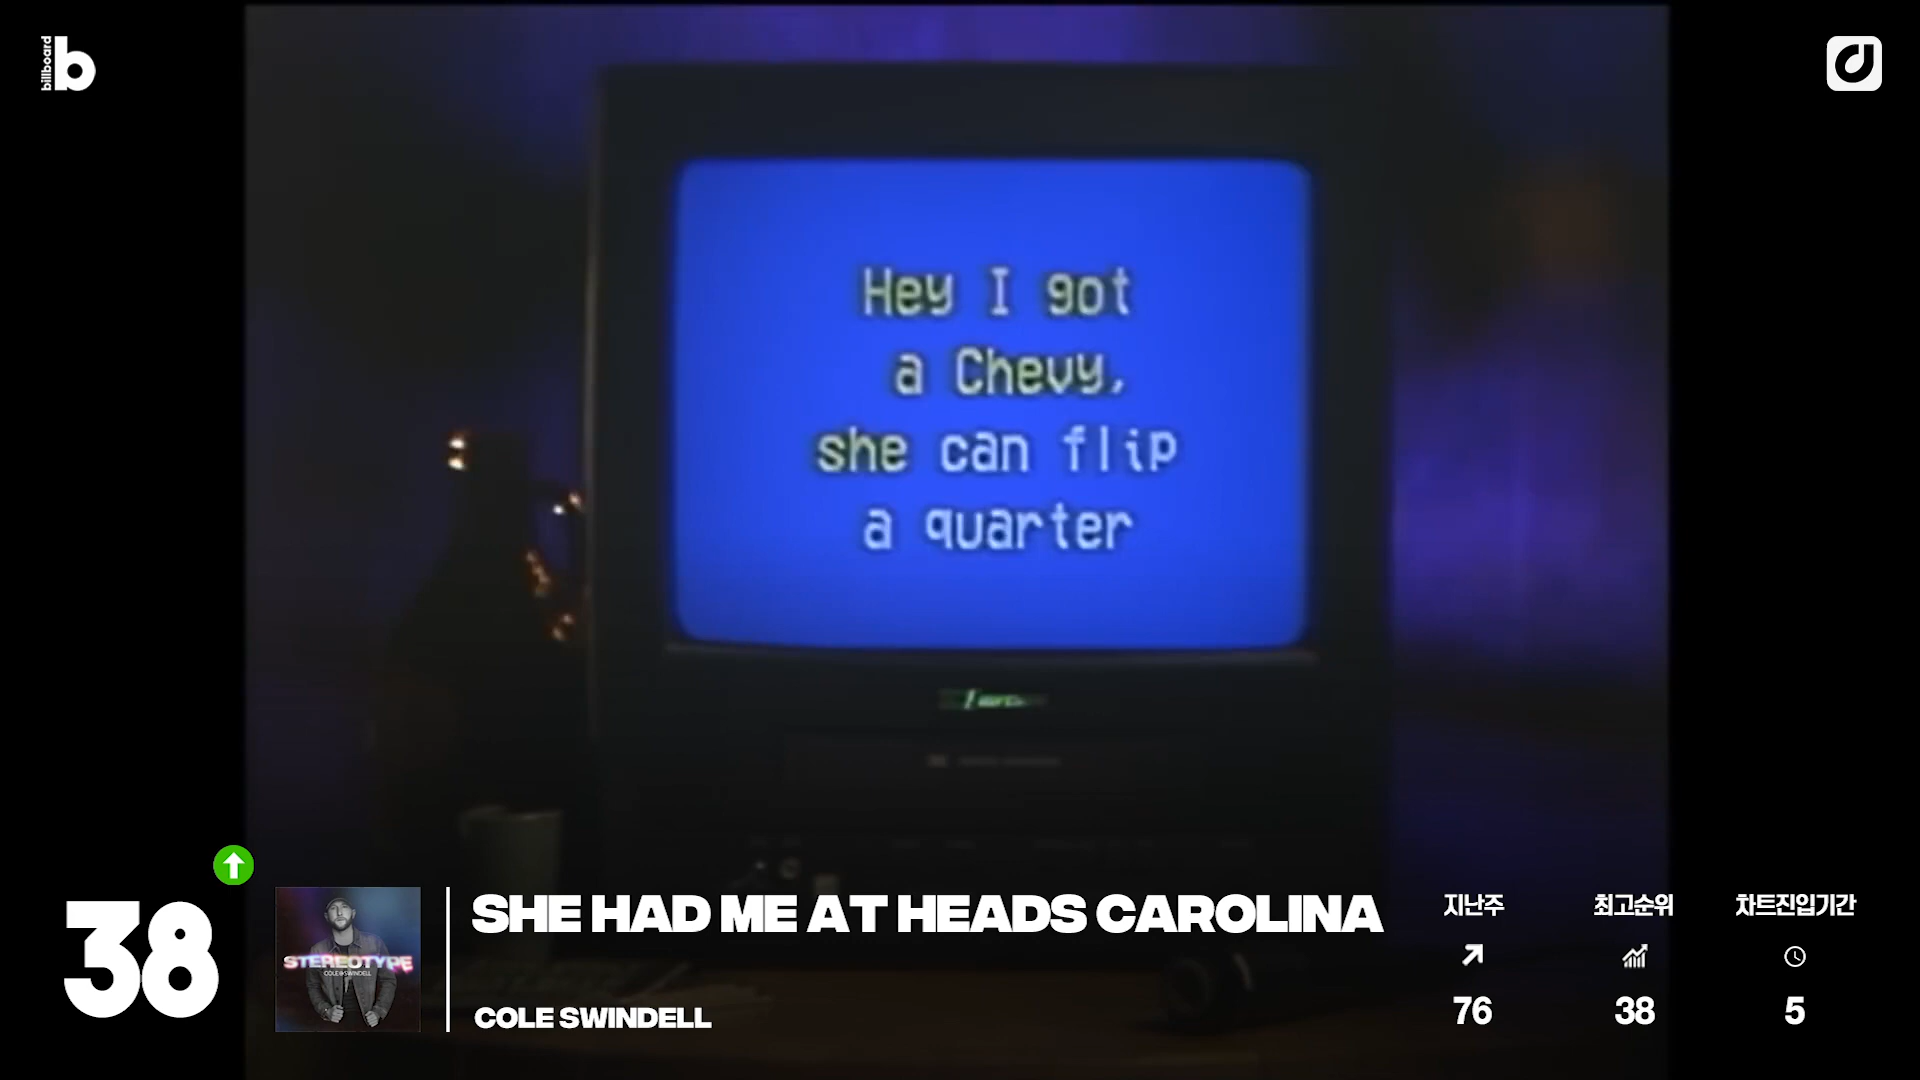 billboard
Hey I got
a Chevy,
she can flip
a quarter
38
STEREOTYPE
COLE SWINDELL
SHE HAD ME AT HEADS CAROLINA
COLE SWINDELL
지난주
76
최고순위
38
차트진입기간
5